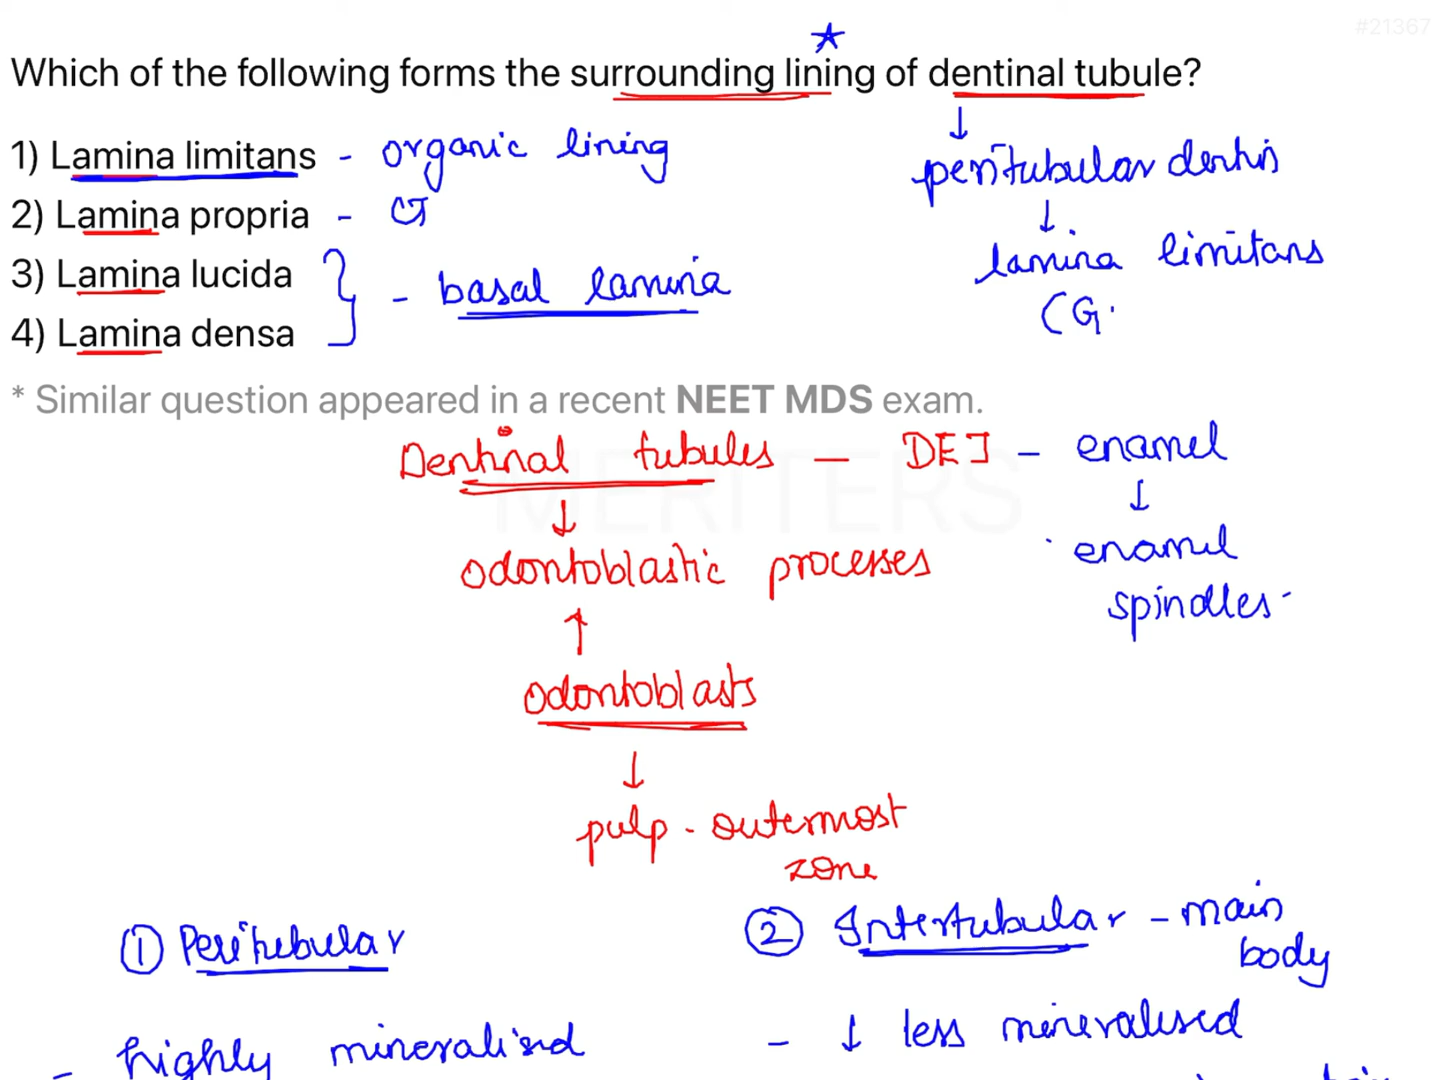 #21367
Which of the following forms the surrounding lining of dentinal tubule?
1) Lamina limitans - organic lining
2) Lamina propria - CT
3) Lamina lucida
4) Lamina densa
- basal lamina
↓
peritubular dentin
↓
lamina limitans
(G.
* Similar question appeared in a recent NEET MDS exam.
MERITERS
Dentinal tubules — DEJ - enamel
↓
odontoblastic processes
↑
odontoblasts
↓
pulp - outermost
zone
↓
enamel
spindles
① Peritubular
② Intertubular - main
body
- highly mineralised
- ↓ less mineralised